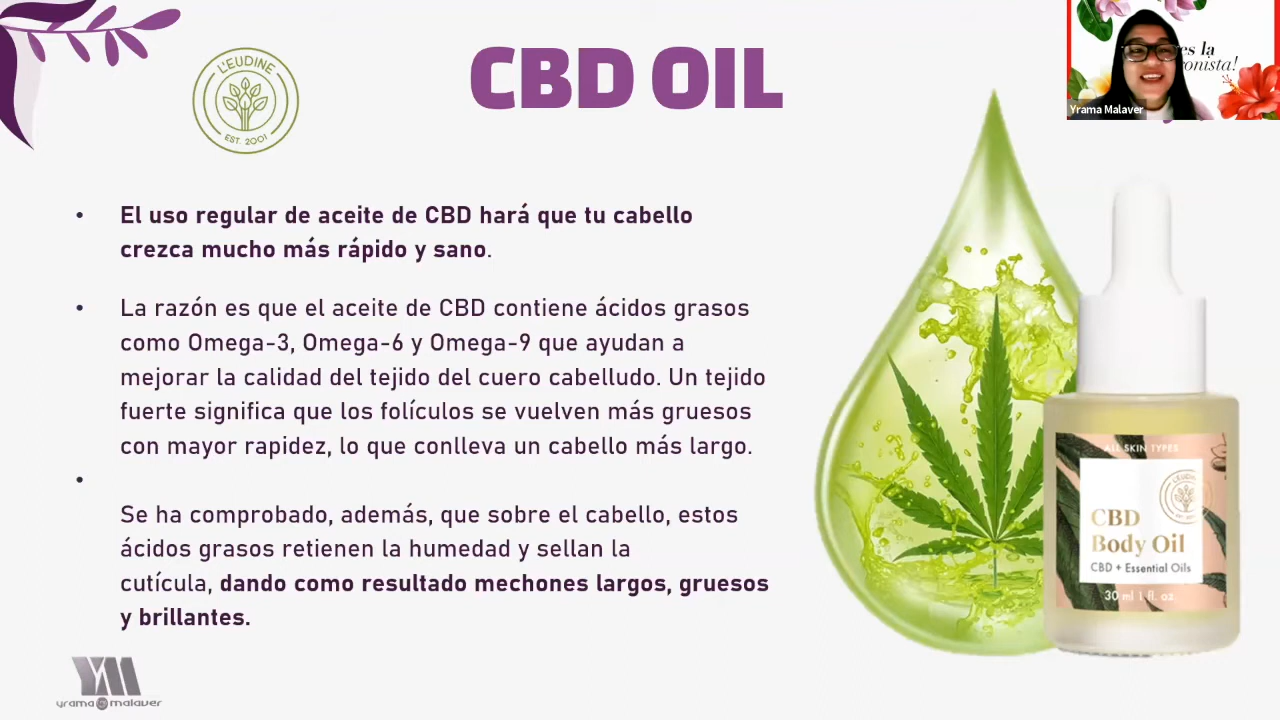 L'EUDINE
EST. 2001
CBD OIL
es la
ronista!
Yrama Malaver
• El uso regular de aceite de CBD hará que tu cabello
crezca mucho más rápido y sano.
• La razón es que el aceite de CBD contiene ácidos grasos
como Omega-3, Omega-6 y Omega-9 que ayudan a
mejorar la calidad del tejido del cuero cabelludo. Un tejido
fuerte significa que los folículos se vuelven más gruesos
con mayor rapidez, lo que conlleva un cabello más largo.
•
Se ha comprobado, además, que sobre el cabello, estos
ácidos grasos retienen la humedad y sellan la
cutícula, dando como resultado mechones largos, gruesos
y brillantes.
ALL SKIN TYPES
L'EUDINE
CBD
Body Oil
CBD + Essential Oils
30 ml 1 fl. oz
YM
yrama malaver